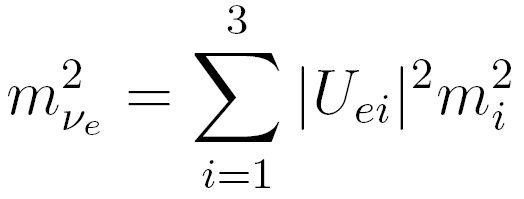 $m_{\nu_e}^2 = \sum_{i=1}^{3} |U_{ei}|^2 m_i^2$